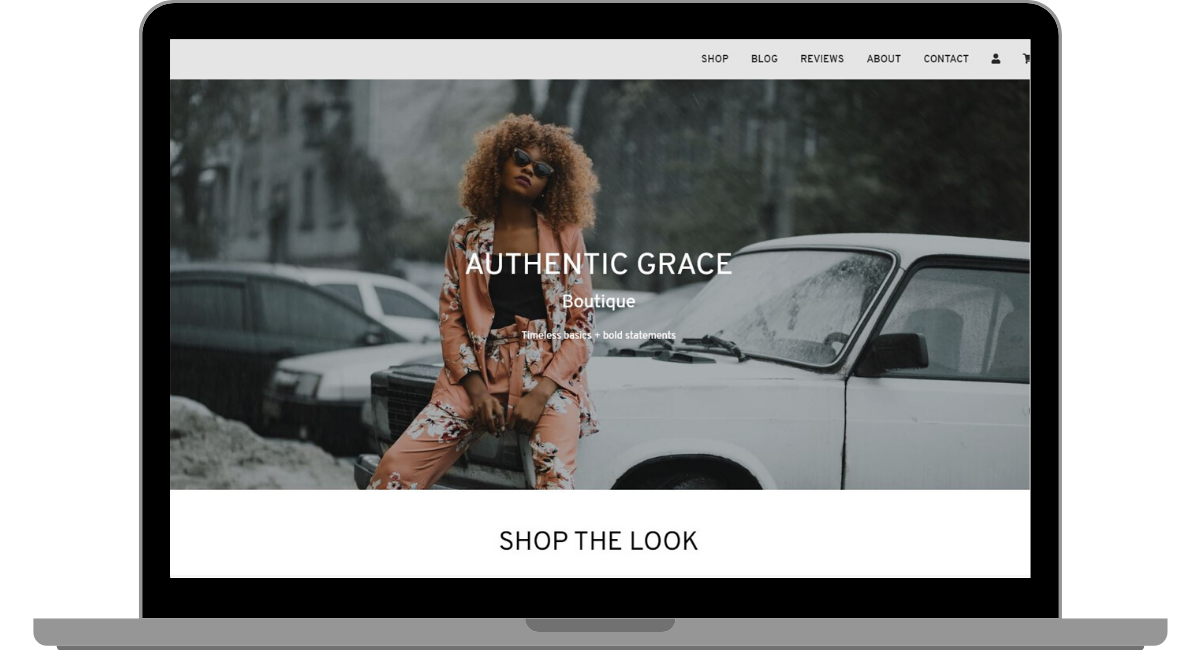 SHOP BLOG REVIEWS ABOUT CONTACT
AUTHENTIC GRACE
Boutique
Timeless basics + bold statements
SHOP THE LOOK